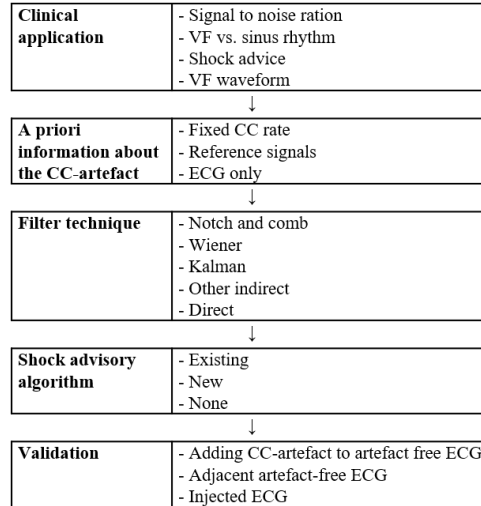 Clinical application
- Signal to noise ration
- VF vs. sinus rhythm
- Shock advice
- VF waveform
↓
A priori information about the CC-artefact
- Fixed CC rate
- Reference signals
- ECG only
↓
Filter technique
- Notch and comb
- Wiener
- Kalman
- Other indirect
- Direct
↓
Shock advisory algorithm
- Existing
- New
- None
↓
Validation
- Adding CC-artefact to artefact free ECG
- Adjacent artefact-free ECG
- Injected ECG